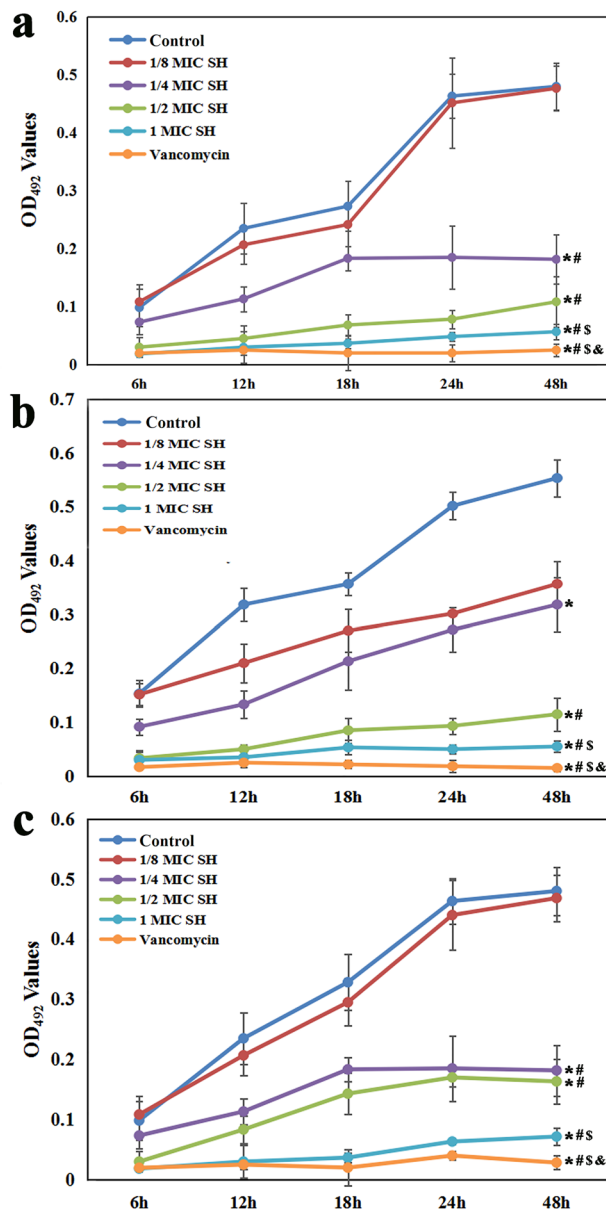 a
0.6
0.5
0.4
0.3
0.2
0.1
0
OD492 Values
Control
1/8 MIC SH
1/4 MIC SH
1/2 MIC SH
1 MIC SH
Vancomycin
*#
*#
*# $
*# $ &
6h
12h
18h
24h
48h
b
0.7
0.6
0.5
0.4
0.3
0.2
0.1
0
OD492 Values
Control
1/8 MIC SH
1/4 MIC SH
1/2 MIC SH
1 MIC SH
Vancomycin
*
*#
*# $
*# $ &
6h
12h
18h
24h
48h
c
0.6
0.5
0.4
0.3
0.2
0.1
0
OD492 Values
Control
1/8 MIC SH
1/4 MIC SH
1/2 MIC SH
1 MIC SH
Vancomycin
*#
*#
*# $
*# $ &
6h
12h
18h
24h
48h